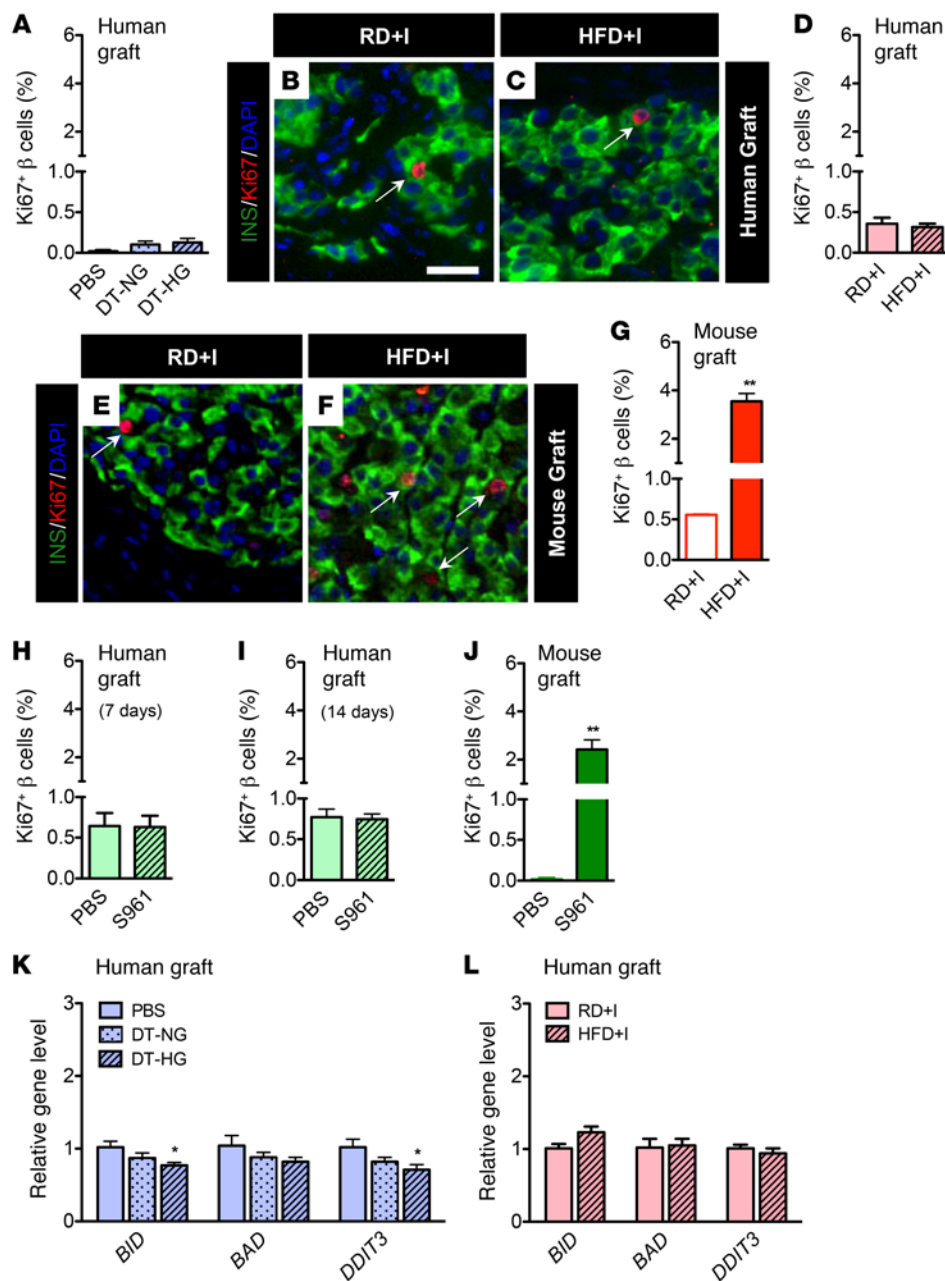 A
Human
graft
Ki67+ β cells (%)
6
4
2
1.0
0.5
0.0
PBS
DT-NG
DT-HG
RD+I
HFD+I
INS/Ki67/DAPI
B
C
Human Graft
D
Human
graft
Ki67+ β cells (%)
6
4
2
1.0
0.5
0.0
RD+I
HFD+I
RD+I
HFD+I
INS/Ki67/DAPI
E
F
Mouse Graft
G
Mouse
graft
Ki67+ β cells (%)
6
4
2
1.0
0.5
0.0
**
RD+I
HFD+I
H
Human
graft
(7 days)
Ki67+ β cells (%)
6
4
2
1.0
0.5
0.0
PBS
S961
I
Human
graft
(14 days)
Ki67+ β cells (%)
6
4
2
1.0
0.5
0.0
PBS
S961
J
Mouse
graft
Ki67+ β cells (%)
6
4
2
1.0
0.5
0.0
**
PBS
S961
K
Human graft
Relative gene level
3
2
1
0
PBS
DT-NG
DT-HG
*
*
BID
BAD
DDIT3
L
Human graft
Relative gene level
3
2
1
0
RD+I
HFD+I
BID
BAD
DDIT3